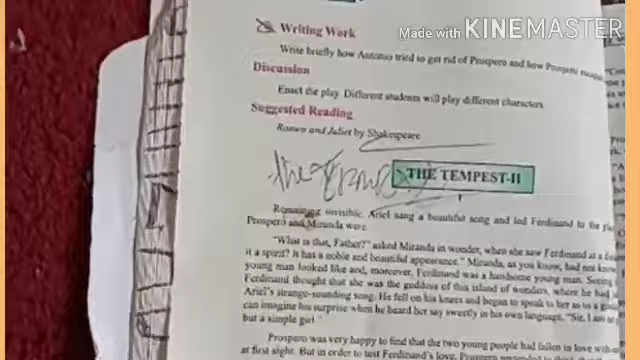 Made with KINEMASTER
Writing Work
Write briefly how Antonio tried to get rid of Prospero and how Prospero
Discussion
Enact the play. Different students will play different characters
Suggested Reading
Romeo and Juliet by Shakespeare
the
THE TEMPEST-II
Remaining invisible, Ariel sang a beautiful song and led Ferdinand to the
Prospero and Miranda were
"What is that, Father?" asked Miranda in wonder, when she saw Ferdinand at a
it a spirit? It has a noble and beautiful appearance." Miranda, as you know, had not
young man looked like and, moreover, Ferdinand was a handsome young man. Seeing
Ferdinand thought that she was the goddess of this island of wonders, where he had
Ariel's strange-sounding song. He fell on his knees and began to speak to her as to a
can imagine his surprise when he heard her say sweetly in his own language, "Sir, I am
but a simple girl."
Prospero was very happy to find that the two young people had fallen in love with
at first sight. But in order to test Ferdinand's love, Prospero